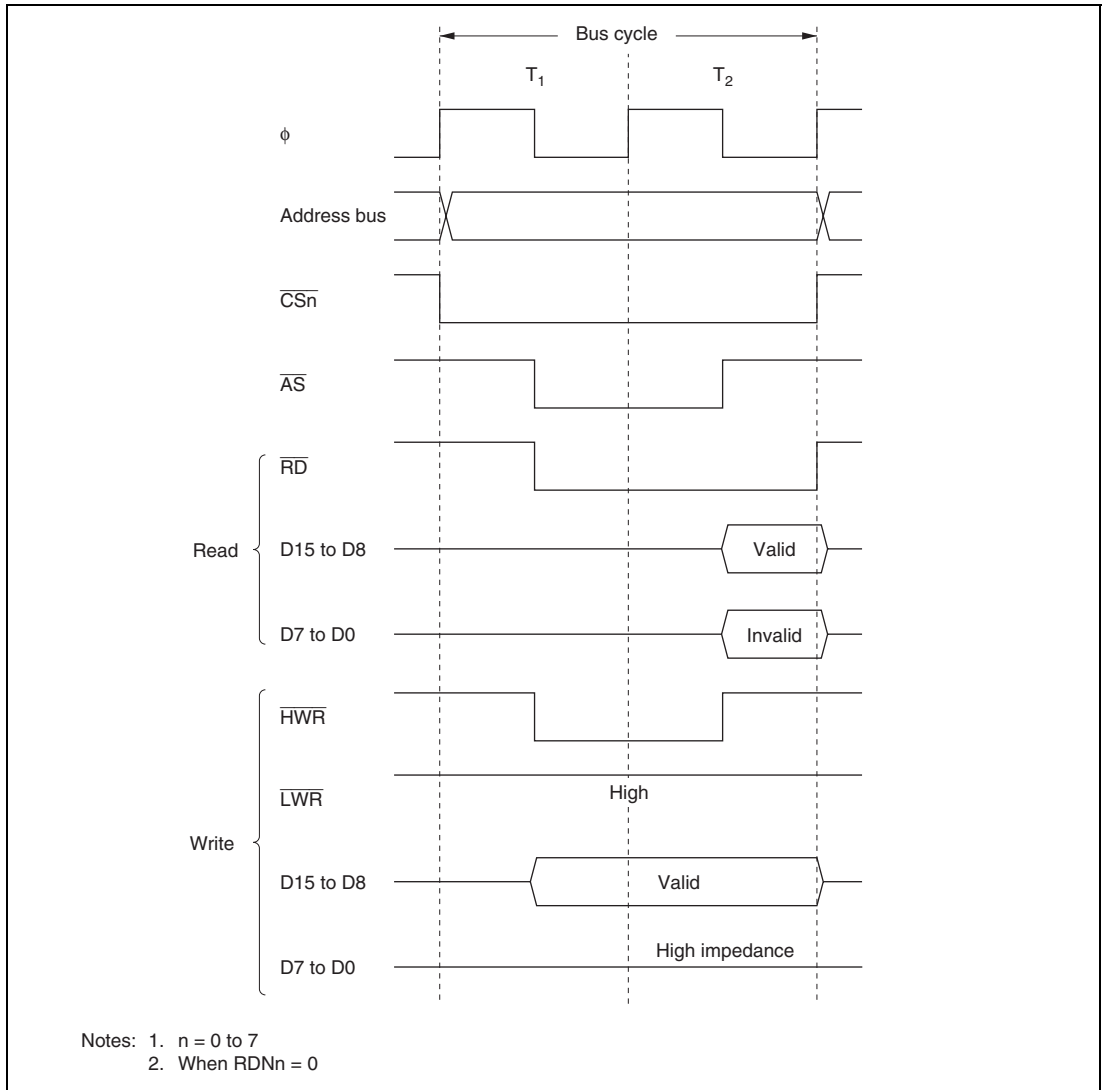 Bus cycle
T1 T2
φ
Address bus
CSn
AS
RD
Read
D15 to D8 Valid
D7 to D0 Invalid
HWR
LWR High
Write
D15 to D8 Valid
D7 to D0 High impedance
Notes: 1. n = 0 to 7
2. When RDNn = 0